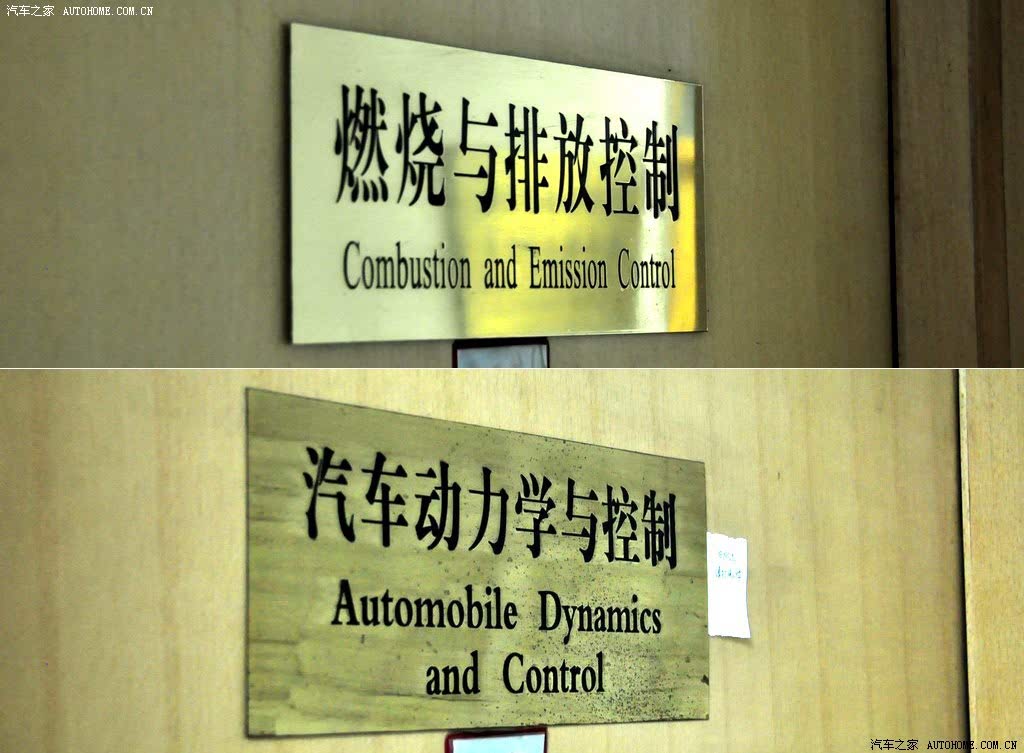 汽车之家 AUTOHOME.COM.CN
燃烧与排放控制
Combustion and Emission Control
汽车动力学与控制
Automobile Dynamics
and Control
汽车之家 AUTOHOME.COM.CN